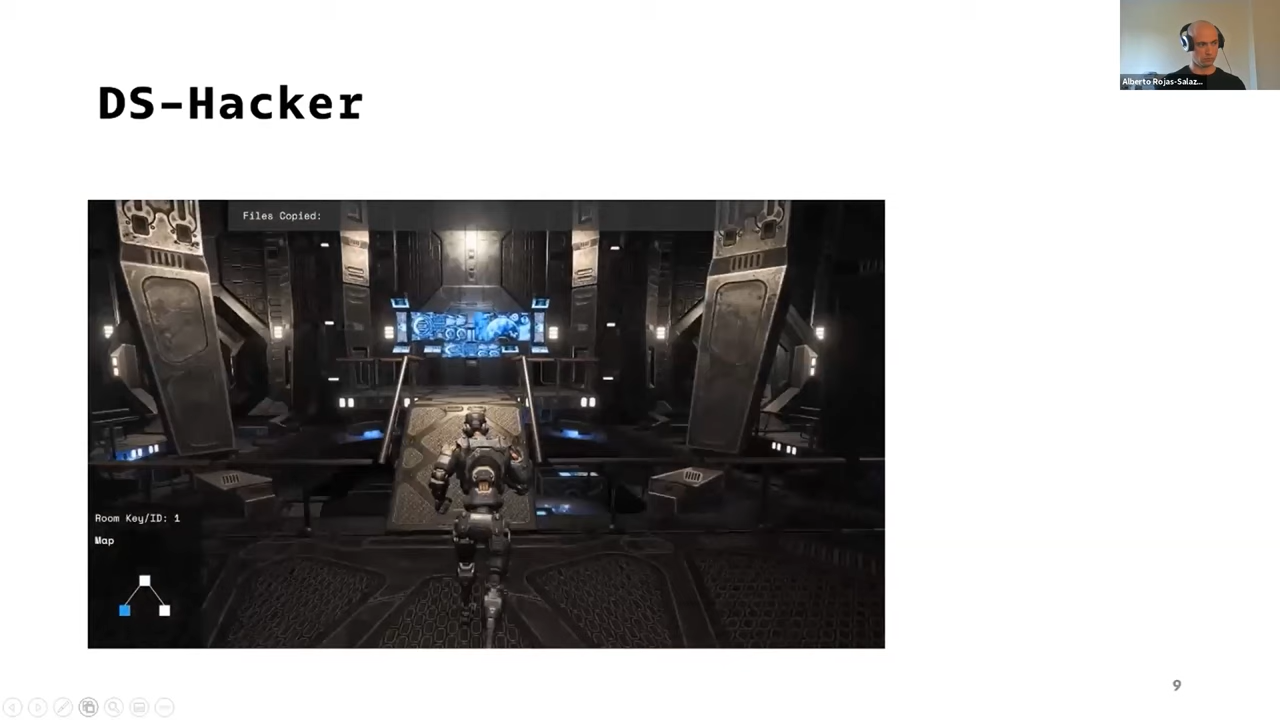 Alberto Rojas-Salaz...
DS-Hacker
Files Copied:
Room Key/ID: 1
Map
9